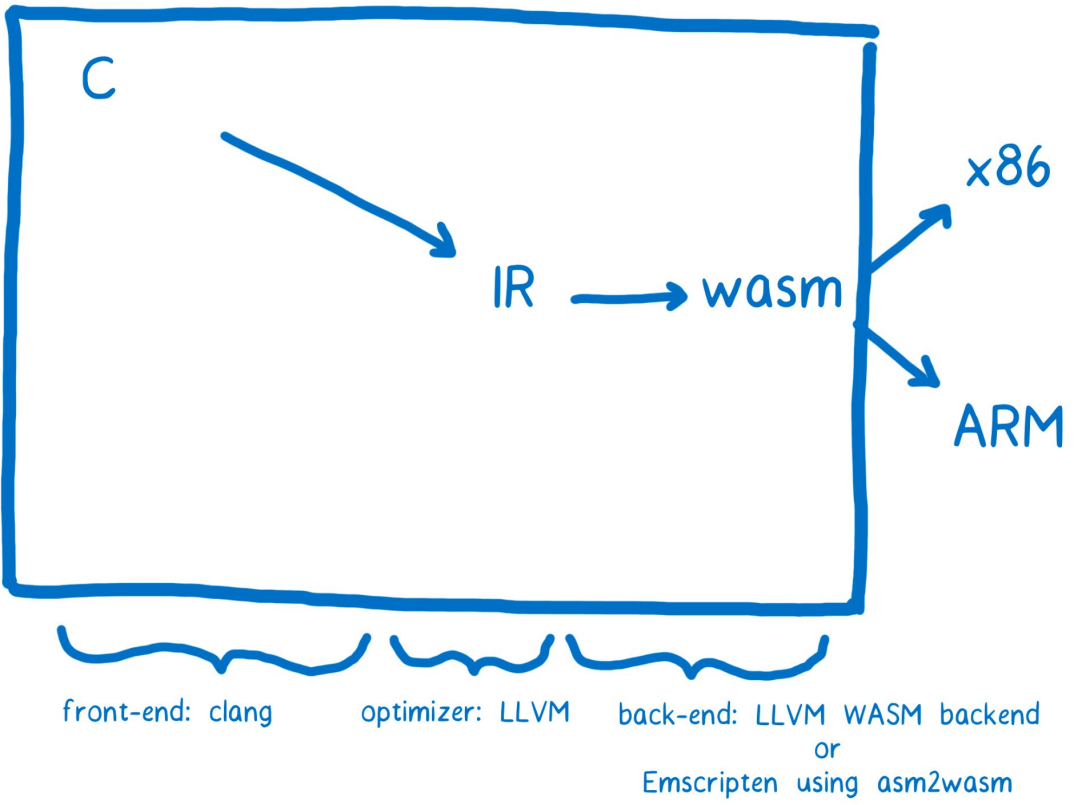 C
x86
IR
wasm
ARM
front-end: clang
optimizer: LLVM
back-end: LLVM WASM backend
or
Emscripten using asm2wasm